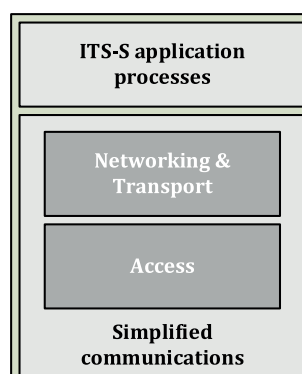 ITS-S application
processes
Networking &
Transport
Access
Simplified
communications